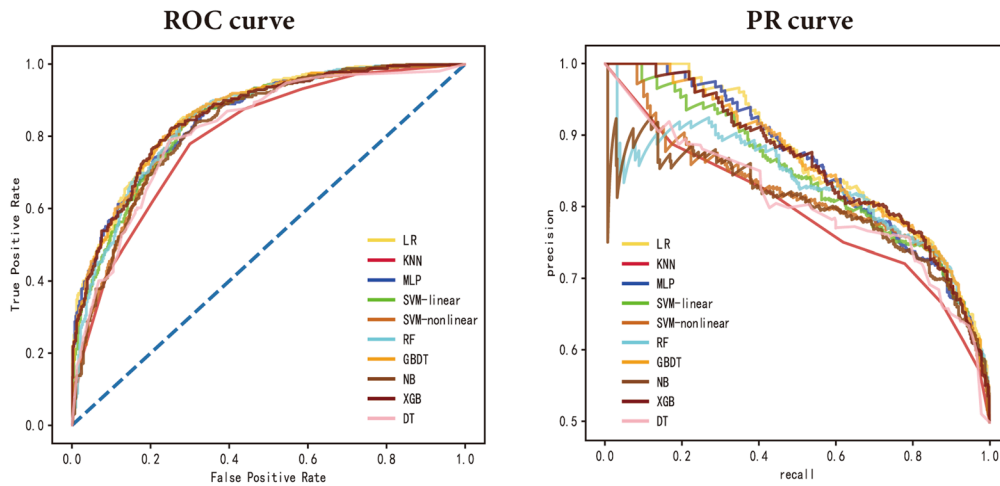 ROC curve
True Positive Rate
1.0
0.8
0.6
0.4
0.2
0.0
LR
KNN
MLP
SVM-linear
SVM-nonlinear
RF
GBDT
NB
XGB
DT
0.0 0.2 0.4 0.6 0.8 1.0
False Positive Rate
PR curve
precision
1.0
0.9
0.8
0.7
0.6
0.5
LR
KNN
MLP
SVM-linear
SVM-nonlinear
RF
GBDT
NB
XGB
DT
0.0 0.2 0.4 0.6 0.8 1.0
recall